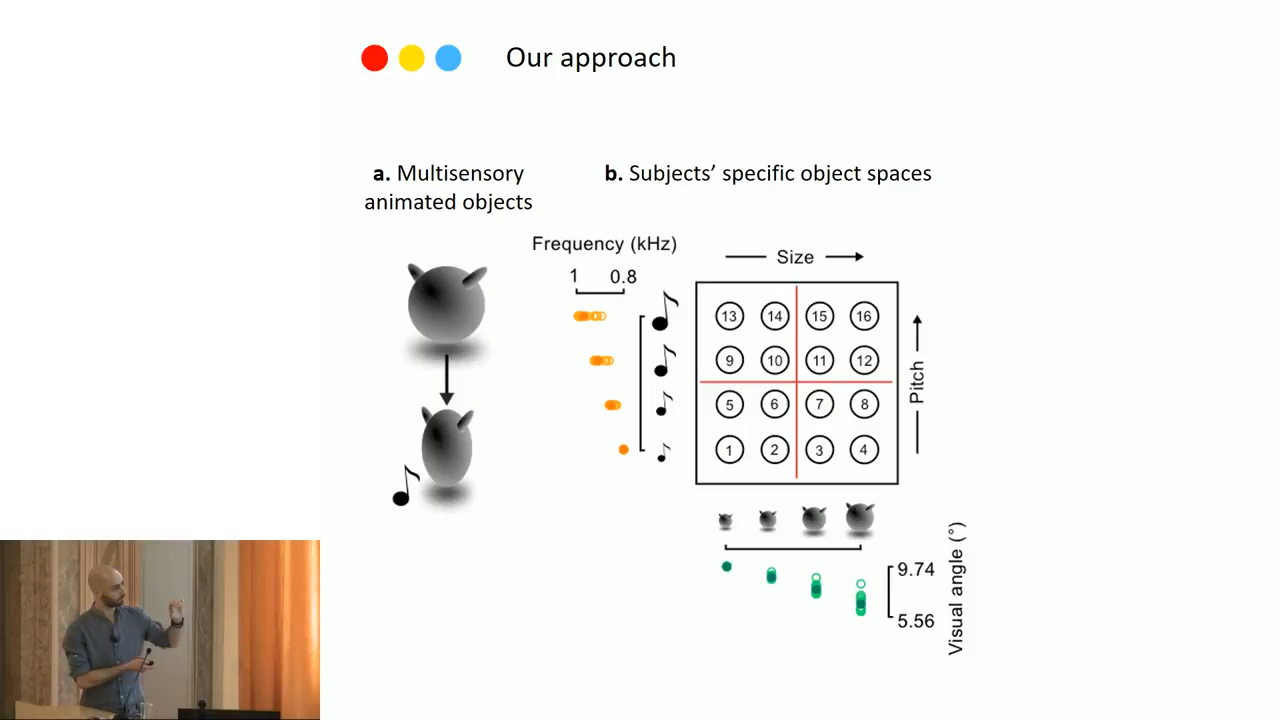 Our approach
a. Multisensory
animated objects
b. Subjects' specific object spaces
Frequency (kHz)
1 0.8
Size
13 14 15 16
9 10 11 12
5 6 7 8
1 2 3 4
Pitch
9.74
5.56
Visual angle (°)